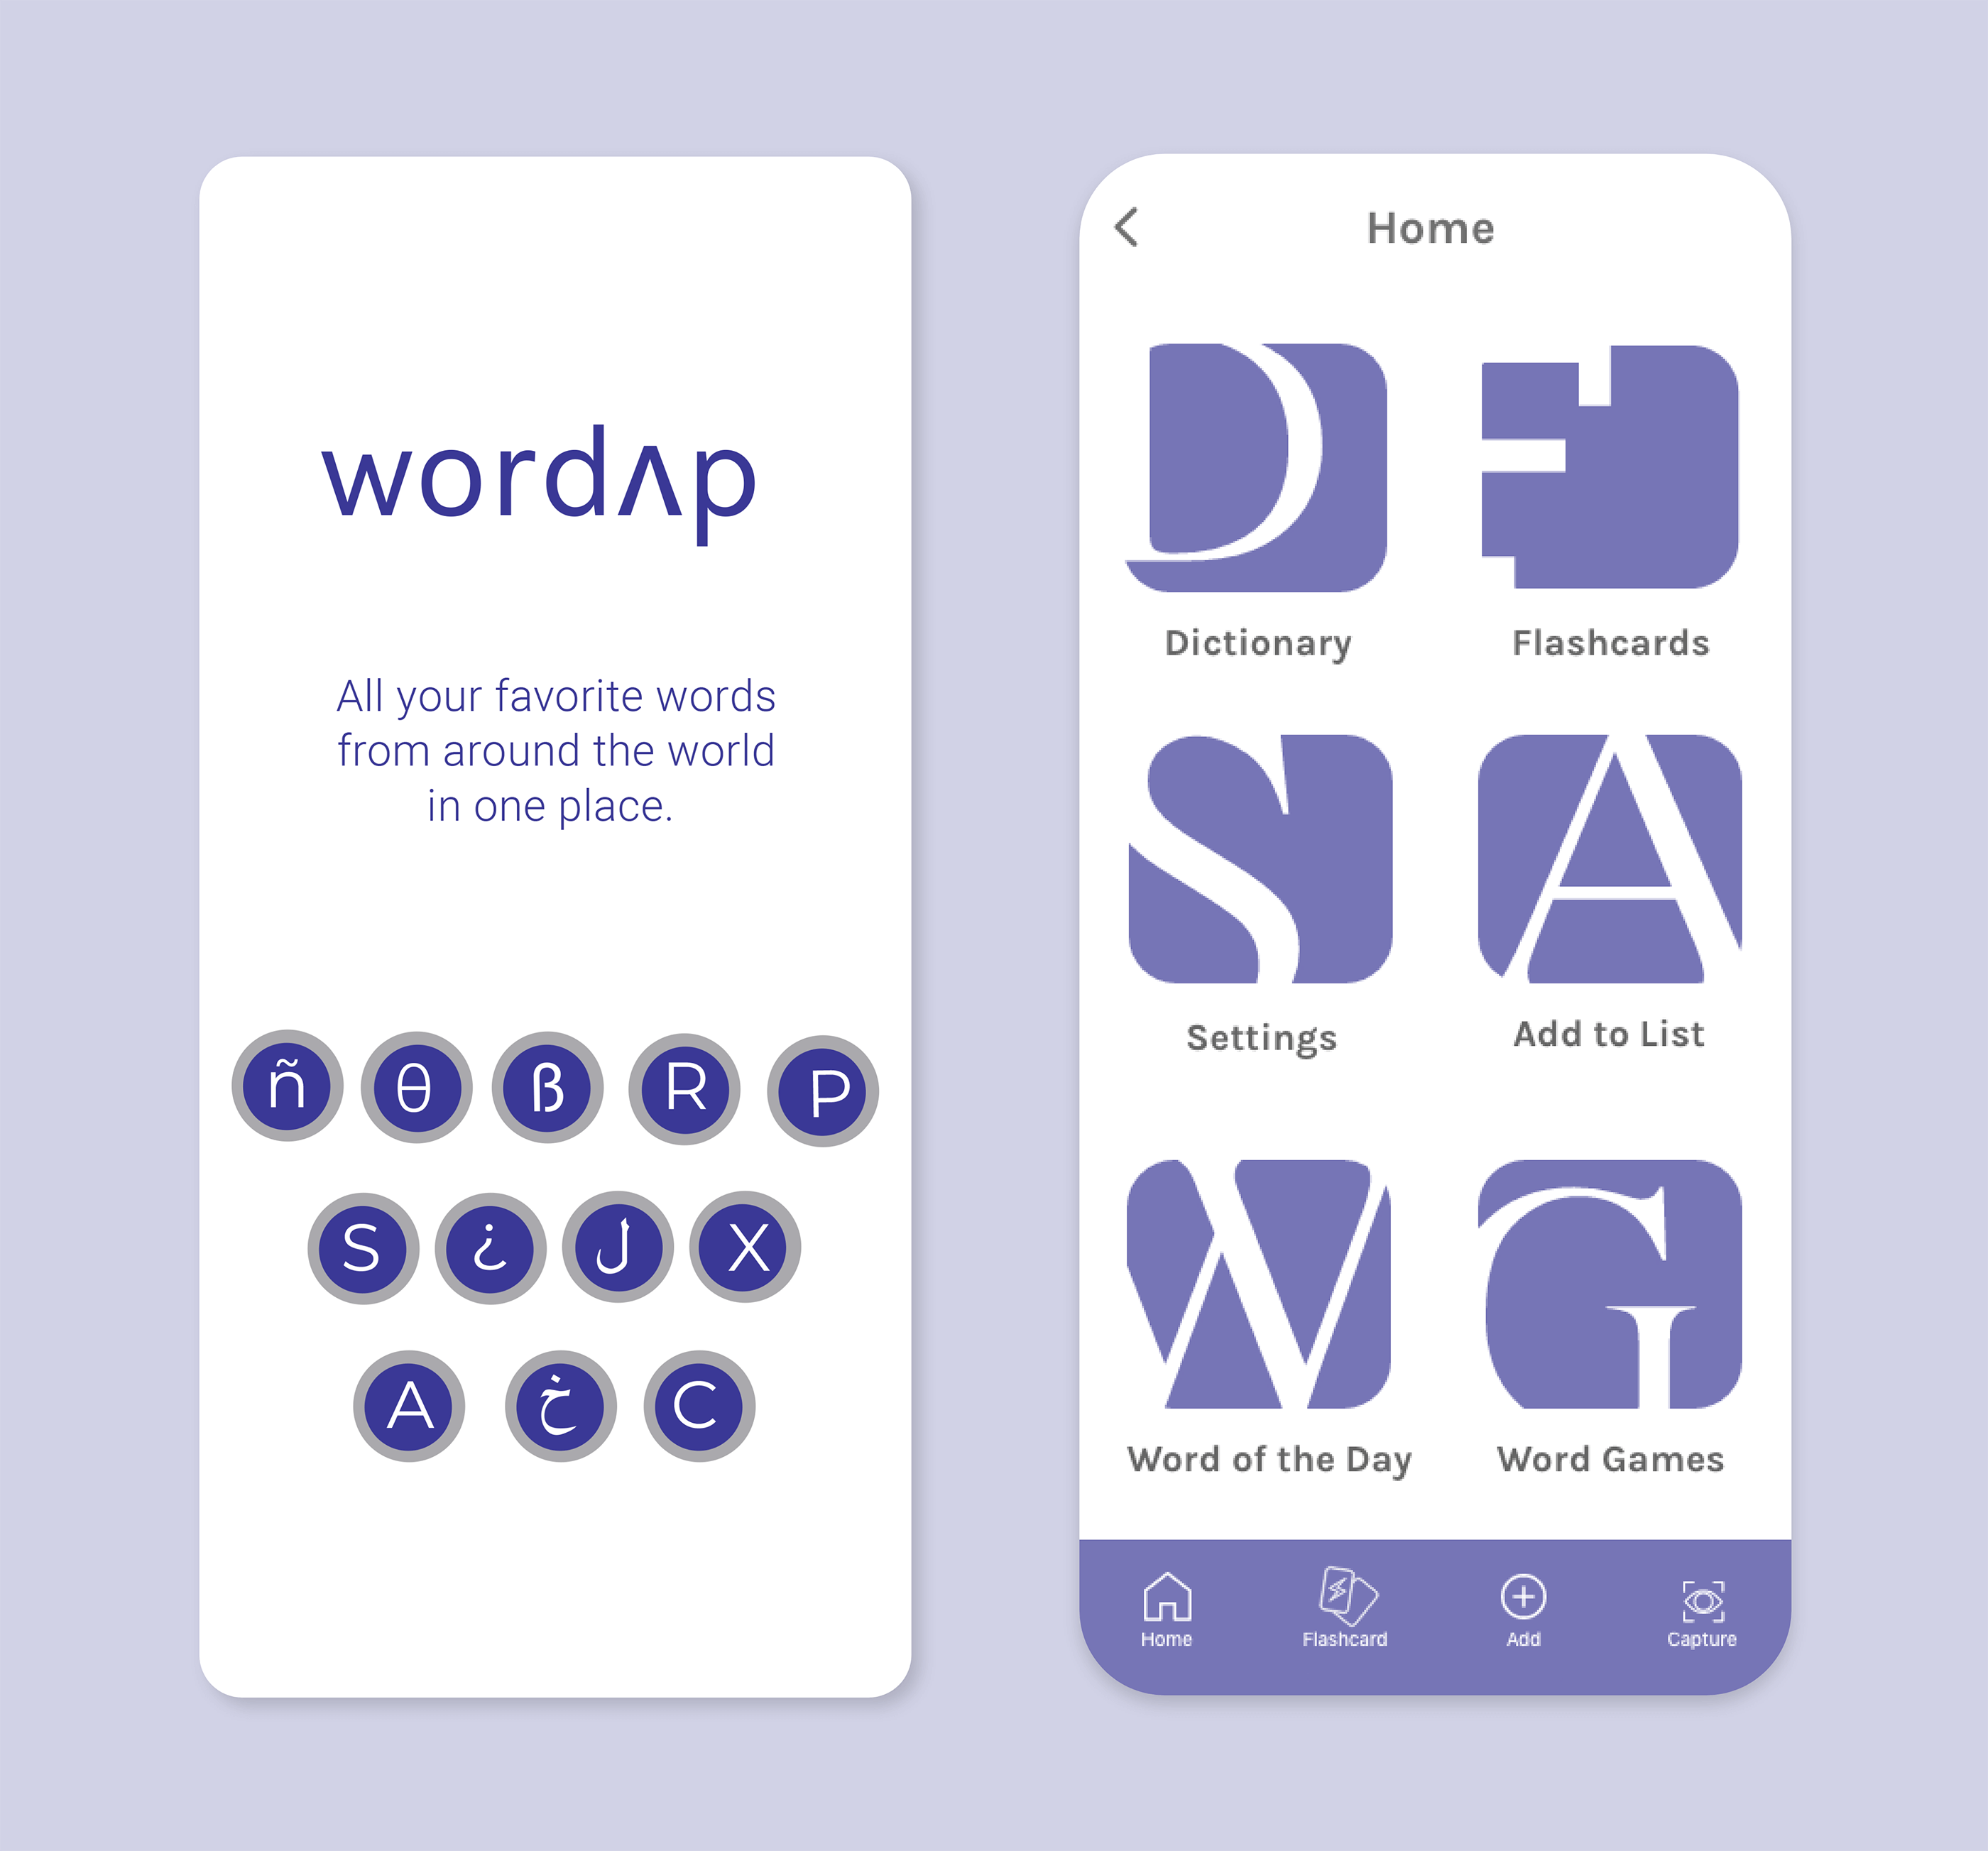 wordʌp
All your favorite words
from around the world
in one place.
ñ θ ß R P
S ¿ ل X
A خ C
Home
D F
Dictionary Flashcards
S A
Settings Add to List
W G
Word of the Day Word Games
Home Flashcard Add Capture